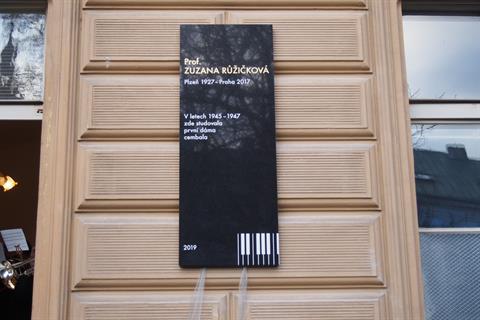 Prof.
ZUZANA RŮŽIČKOVÁ
Plzeň 1927 – Praha 2017
V letech 1945 –1947
zde studovala
první dáma
cembala
2019